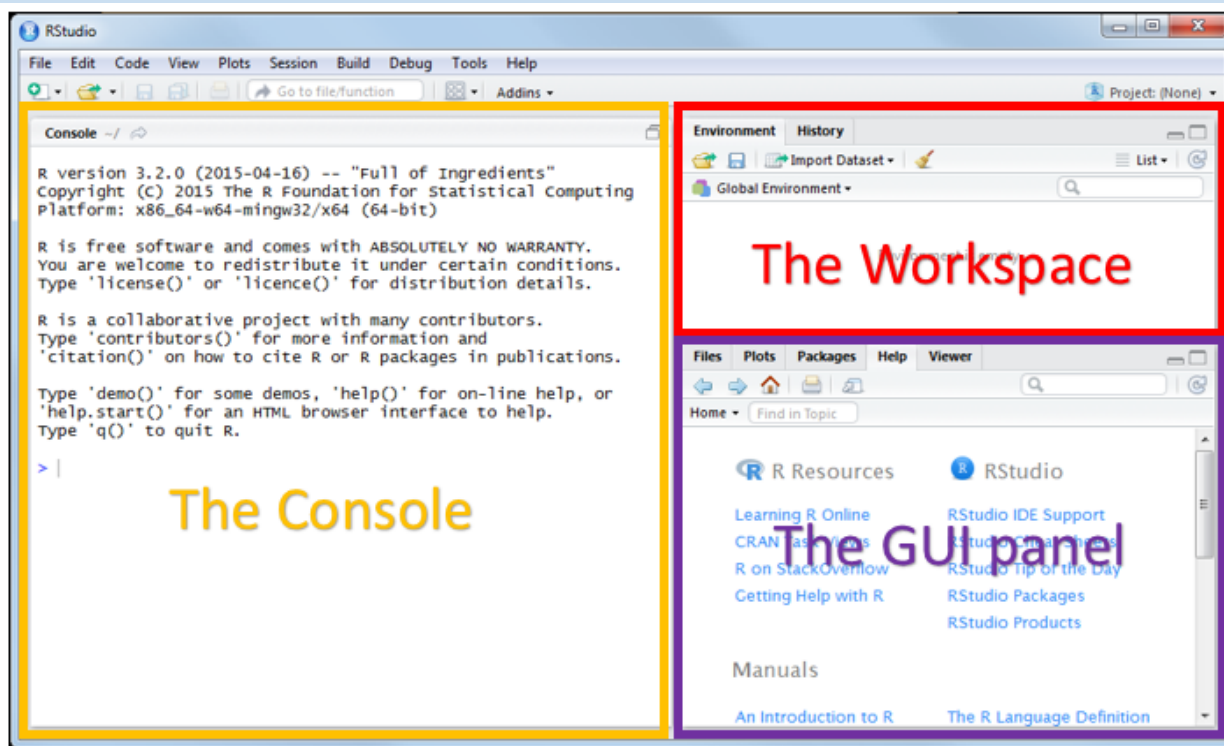 RStudio
File Edit Code View Plots Session Build Debug Tools Help
Go to file/function Addins Project: (None)
Console ~/
R version 3.2.0 (2015-04-16) -- "Full of Ingredients"
Copyright (C) 2015 The R Foundation for Statistical Computing
Platform: x86_64-w64-mingw32/x64 (64-bit)
R is free software and comes with ABSOLUTELY NO WARRANTY.
You are welcome to redistribute it under certain conditions.
Type 'license()' or 'licence()' for distribution details.
R is a collaborative project with many contributors.
Type 'contributors()' for more information and
'citation()' on how to cite R or R packages in publications.
Type 'demo()' for some demos, 'help()' for on-line help, or
'help.start()' for an HTML browser interface to help.
Type 'q()' to quit R.
>
The Console
Environment History
Import Dataset List
Global Environment
The Workspace
Files Plots Packages Help Viewer
Home Find in Topic
R R Resources
R RStudio
Learning R Online
RStudio IDE Support
CRAN Task Views
RStudio Cheat Sheets
The GUI panel
R on StackOverflow
RStudio Tip of the Day
Getting Help with R
RStudio Packages
RStudio Products
Manuals
An Introduction to R
The R Language Definition